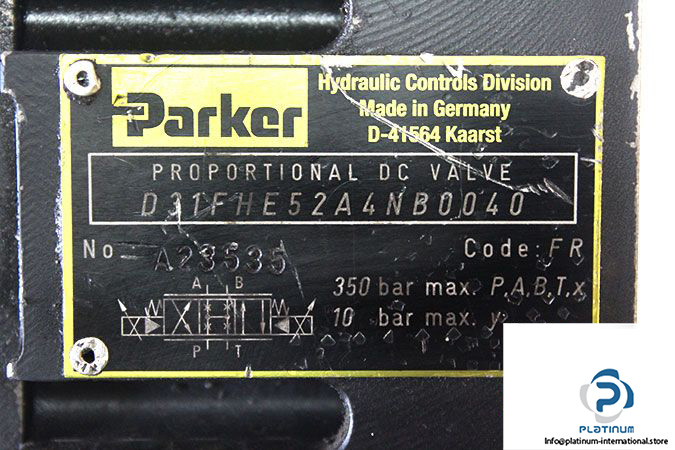 Parker
Hydraulic Controls Division
Made in Germany
D-41564 Kaarst
PROPORTIONAL DC VALVE
D31FHE52A4NB0040
No A23535
Code: FR
A B
P T
350 bar max. P,A,B,T,x
10 bar max. y
P
PLATINUM
Info@platinum-international.store